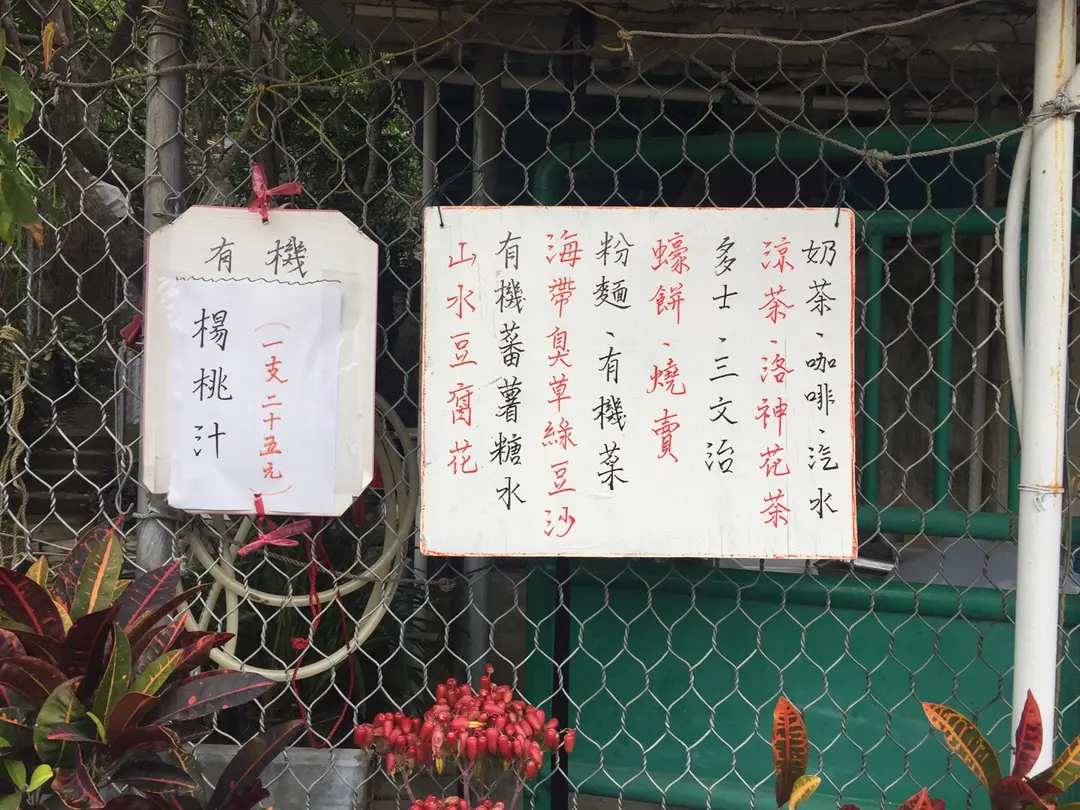 有機
楊桃汁
(一支二十五元)
奶茶、咖啡、汽水
涼茶、洛神花茶
多士、三文治
蠔餅、燒賣
粉麵、有機菜
海帶臭草綠豆沙
有機蕃薯糖水
山水豆腐花